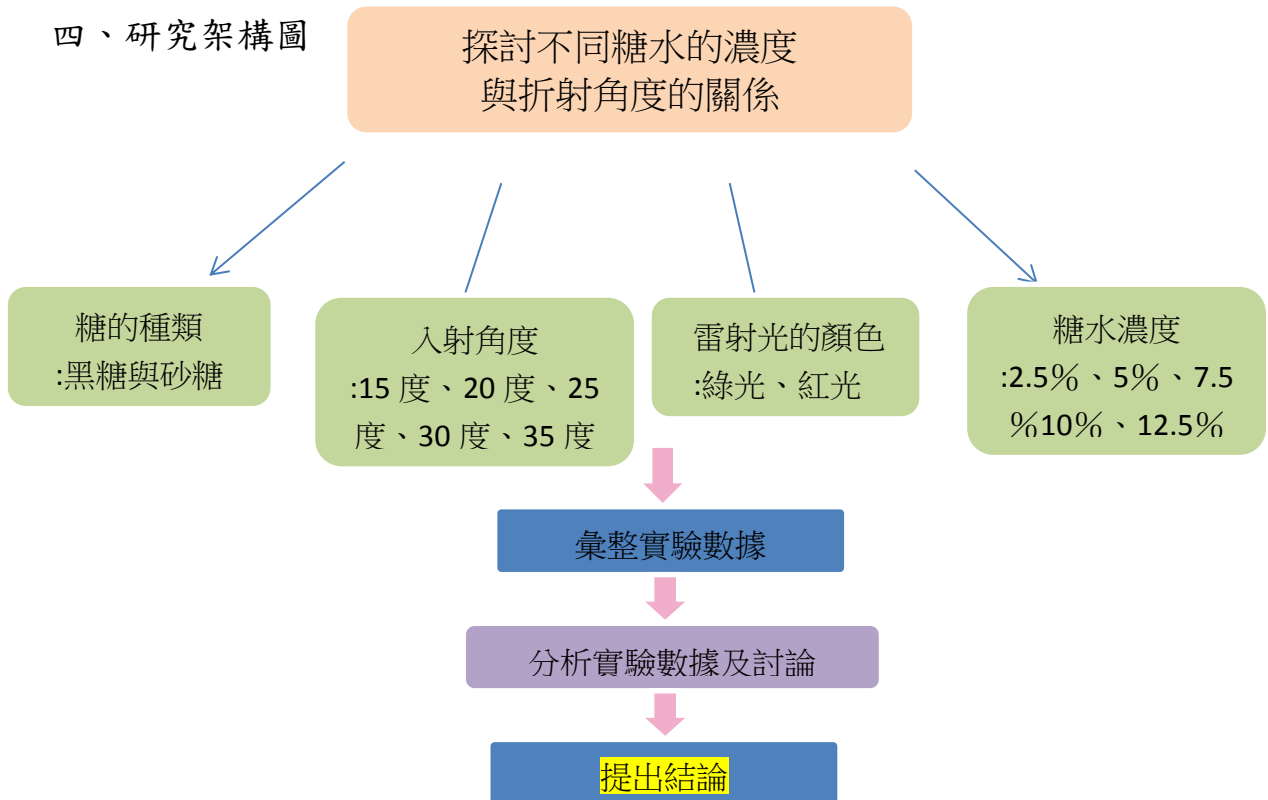 四、研究架構圖
探討不同糖水的濃度
與折射角度的關係
糖的種類
:黑糖與砂糖
入射角度
:15 度、20 度、25
度、30 度、35 度
雷射光的顏色
:綠光、紅光
糖水濃度
:2.5％、5％、7.5
％10％、12.5％
彙整實驗數據
分析實驗數據及討論
提出結論